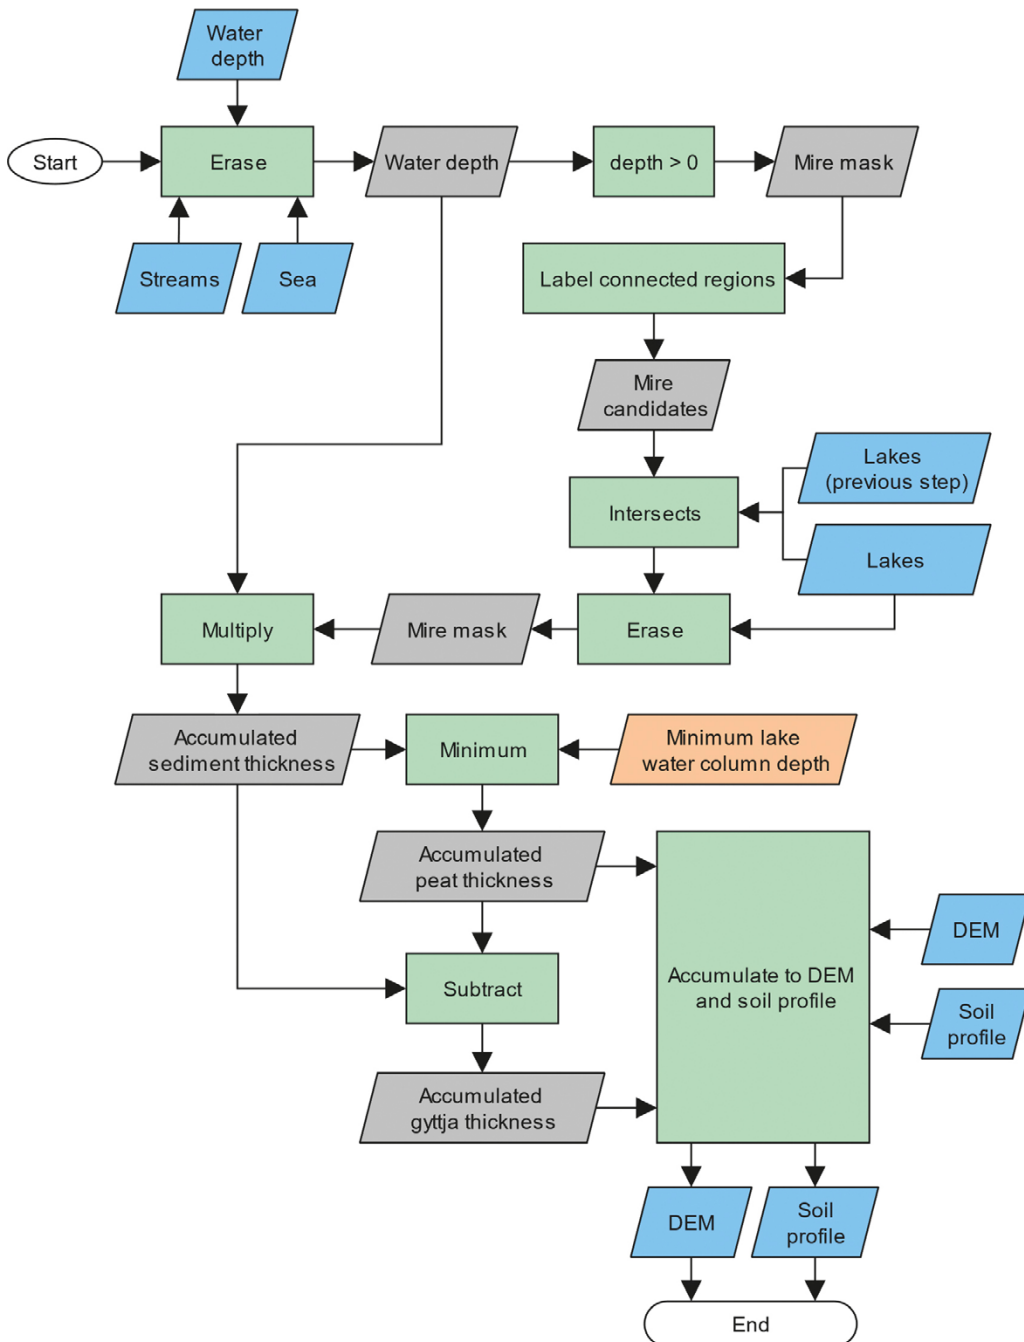 Water
depth
Start
Erase
Water depth
depth > 0
Mire mask
Streams
Sea
Label connected regions
Mire
candidates
Lakes
(previous step)
Intersects
Lakes
Multiply
Mire mask
Erase
Accumulated
sediment thickness
Minimum
Minimum lake
water column depth
Accumulated
peat thickness
DEM
Accumulate to DEM
and soil profile
Subtract
Soil
profile
Accumulated
gyttja thickness
DEM
Soil
profile
End